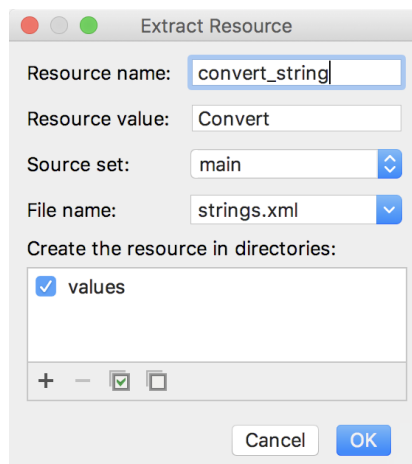 Extract Resource
Resource name: convert_string
Resource value: Convert
Source set: main
File name: strings.xml
Create the resource in directories:
values
Cancel OK